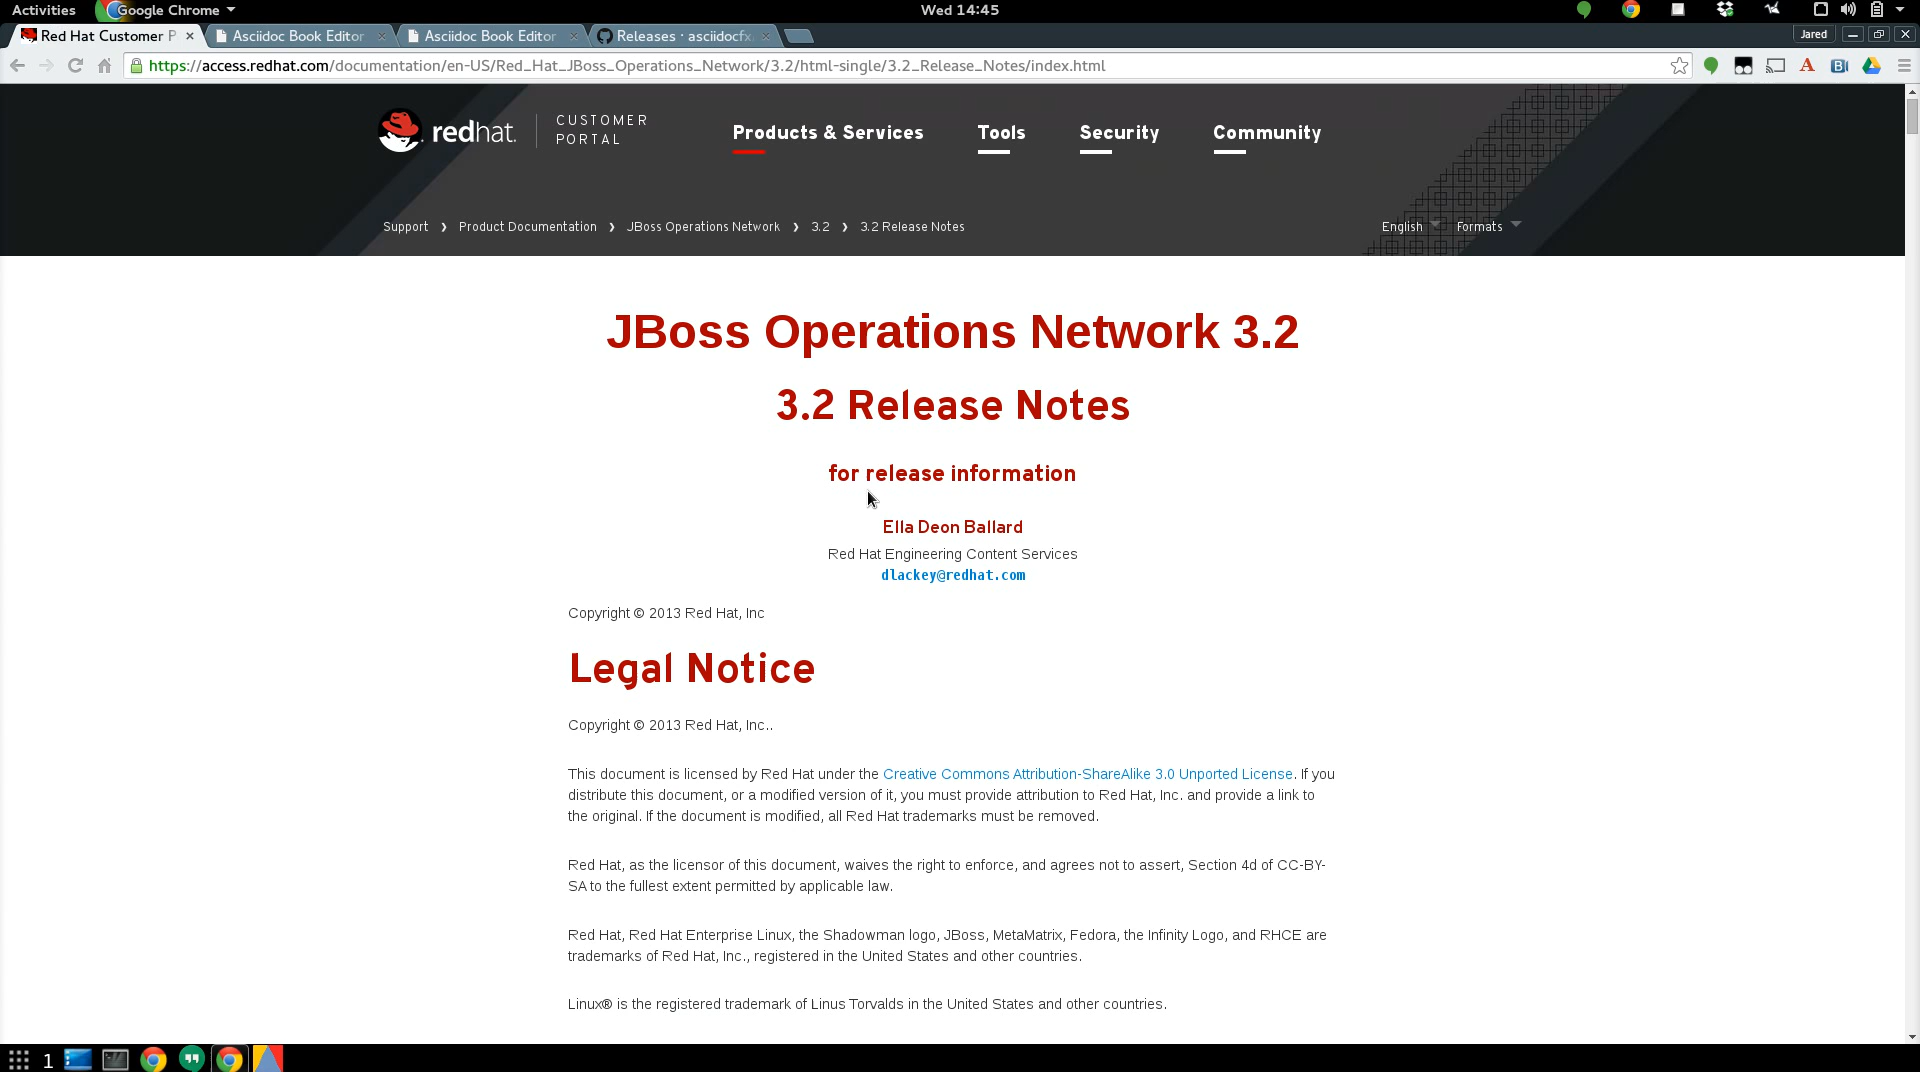 Activities Google Chrome Wed 14:45
Red Hat Customer P Asciidoc Book Editor Asciidoc Book Editor Releases · asciidocfx Jared
https://access.redhat.com/documentation/en-US/Red_Hat_JBoss_Operations_Network/3.2/html-single/3.2_Release_Notes/index.html
redhat. CUSTOMER PORTAL
Products & Services Tools Security Community
Support › Product Documentation › JBoss Operations Network › 3.2 › 3.2 Release Notes English Formats
JBoss Operations Network 3.2
3.2 Release Notes
for release information
Ella Deon Ballard
Red Hat Engineering Content Services
dlackey@redhat.com
Copyright © 2013 Red Hat, Inc
Legal Notice
Copyright © 2013 Red Hat, Inc..
This document is licensed by Red Hat under the Creative Commons Attribution-ShareAlike 3.0 Unported License. If you
distribute this document, or a modified version of it, you must provide attribution to Red Hat, Inc. and provide a link to
the original. If the document is modified, all Red Hat trademarks must be removed.
Red Hat, as the licensor of this document, waives the right to enforce, and agrees not to assert, Section 4d of CC-BY-
SA to the fullest extent permitted by applicable law.
Red Hat, Red Hat Enterprise Linux, the Shadowman logo, JBoss, MetaMatrix, Fedora, the Infinity Logo, and RHCE are
trademarks of Red Hat, Inc., registered in the United States and other countries.
Linux® is the registered trademark of Linus Torvalds in the United States and other countries.
1